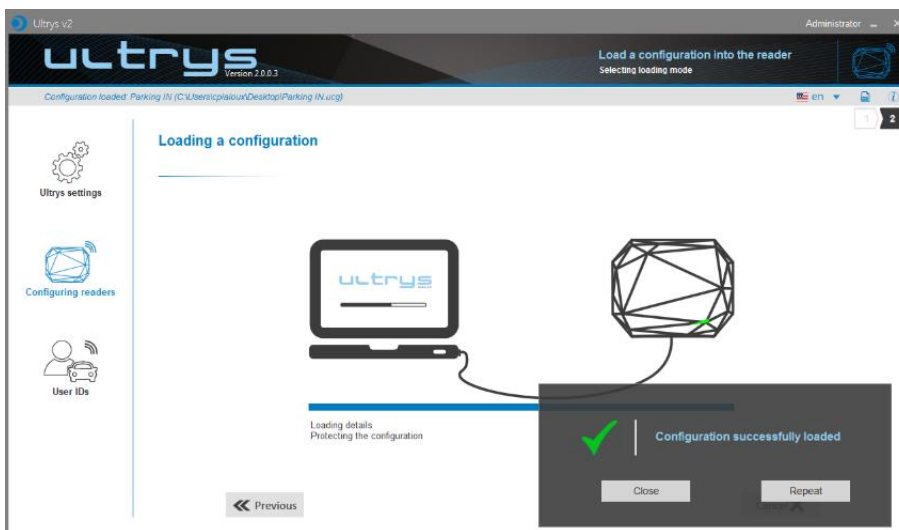 Ultrys v2
Administrator
ultrys
Version 2.0.0.3
Load a configuration into the reader
Selecting loading mode
Configuration loaded: Parking IN (C:\Users\cplaloux\Desktop\Parking IN.ucg)
en
1
2
Loading a configuration
Ultrys settings
Configuring readers
User IDs
ultrys
Loading details
Protecting the configuration
Configuration successfully loaded
Close
Repeat
Previous
Cancel